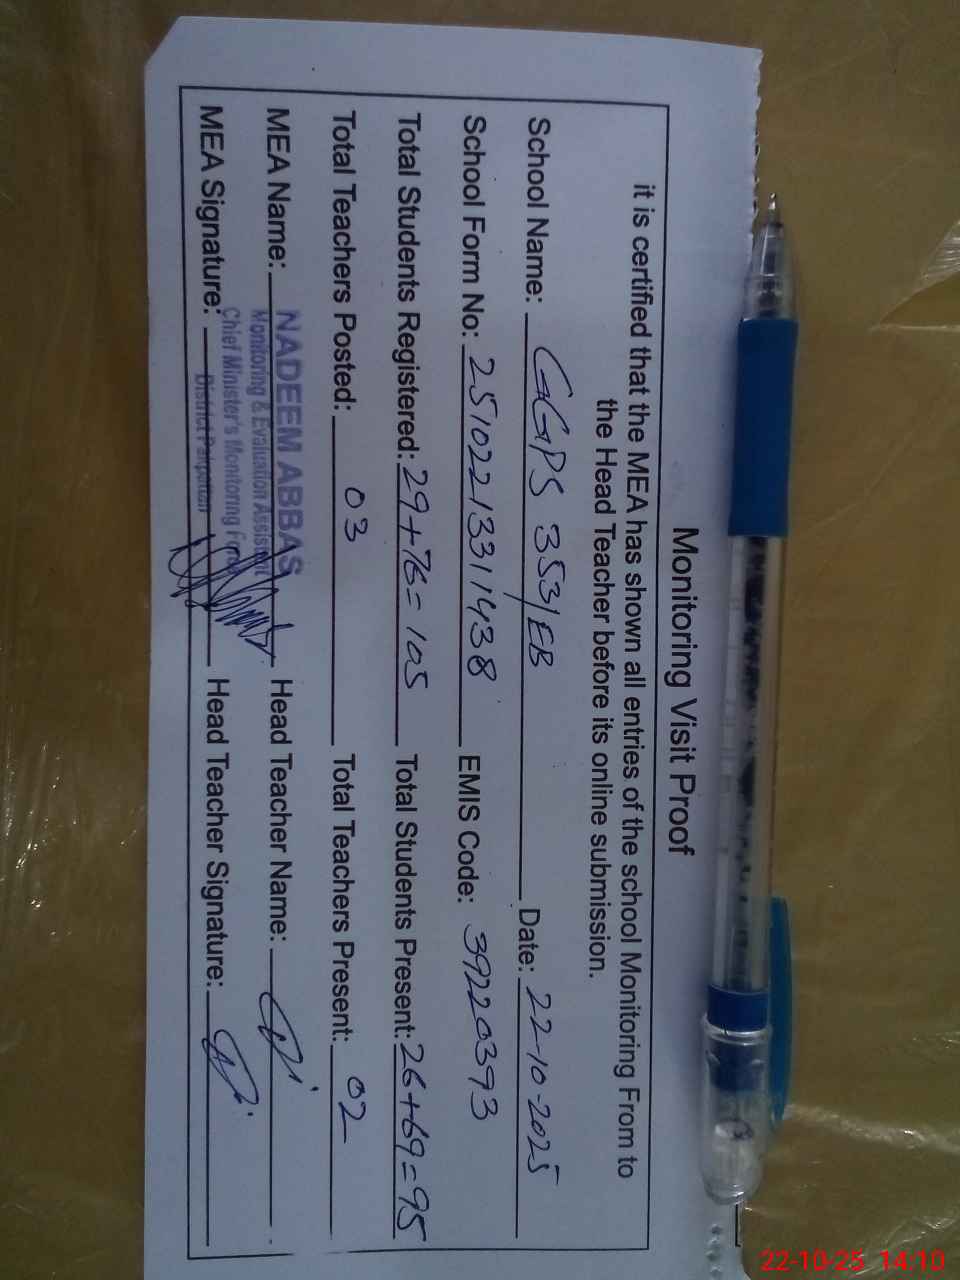 Monitoring Visit Proof
it is certified that the MEA has shown all entries of the school Monitoring From to
the Head Teacher before its online submission.
School Name: GGPS 353/EB Date: 22-10-2025
School Form No: 25102213311438 EMIS Code: 39220393
Total Students Registered: 29+76=105 Total Students Present: 26+69=95
Total Teachers Posted: 03 Total Teachers Present: 02
MEA Name: NADEEM ABBAS Head Teacher Name:
Monitoring & Evaluation Assistant
Chief Minister's Monitoring Force
District Pakpattan
MEA Signature: Head Teacher Signature:
22-10-25 14:10